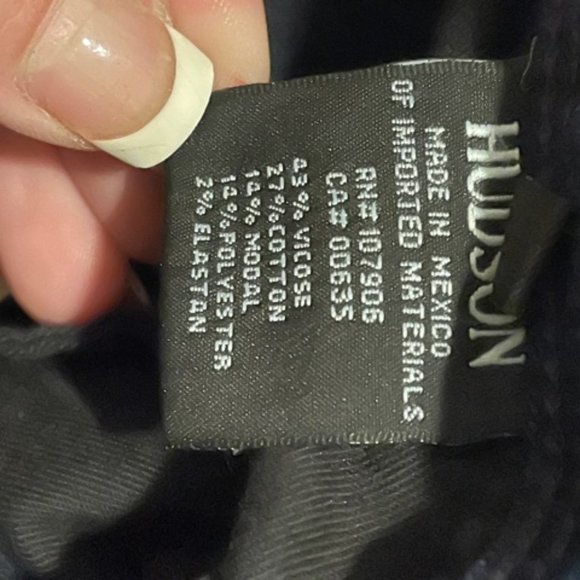 HUDSON
MADE IN MEXICO
OF IMPORTED MATERIALS
RN# 107906
CA# 00635
43% VICOSE
27% COTTON
14% MODAL
14% POLYESTER
2% ELASTAN